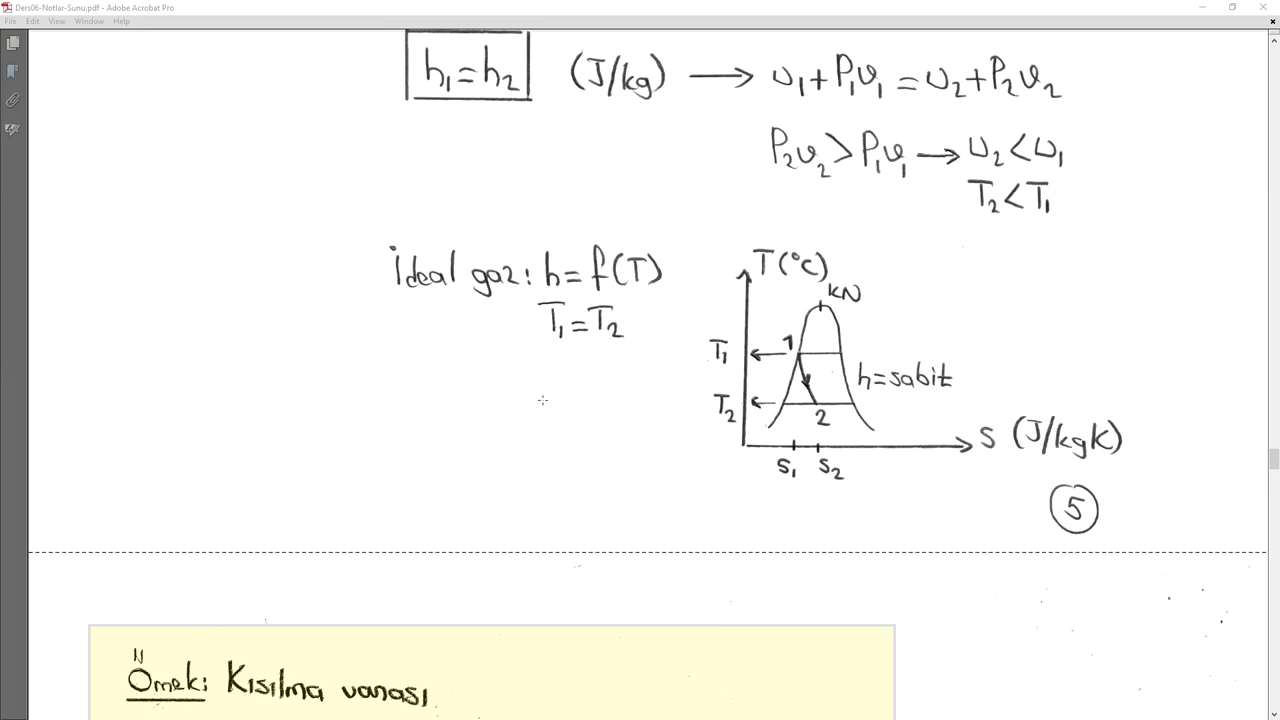 Ders06-Notlar-Sunu.pdf - Adobe Acrobat Pro
File Edit View Window Help
h₁=h₂ (J/kg) → u₁+P₁v₁=u₂+P₂v₂
P₂v₂>P₁v₁ → u₂<u₁
T₂<T₁
İdeal gaz: h=f(T)
T₁=T₂
T(°C)
KN
T₁
1
h=sabit
T₂
2
s (J/kgK)
s₁ s₂
5
Örnek: Kısılma vanası